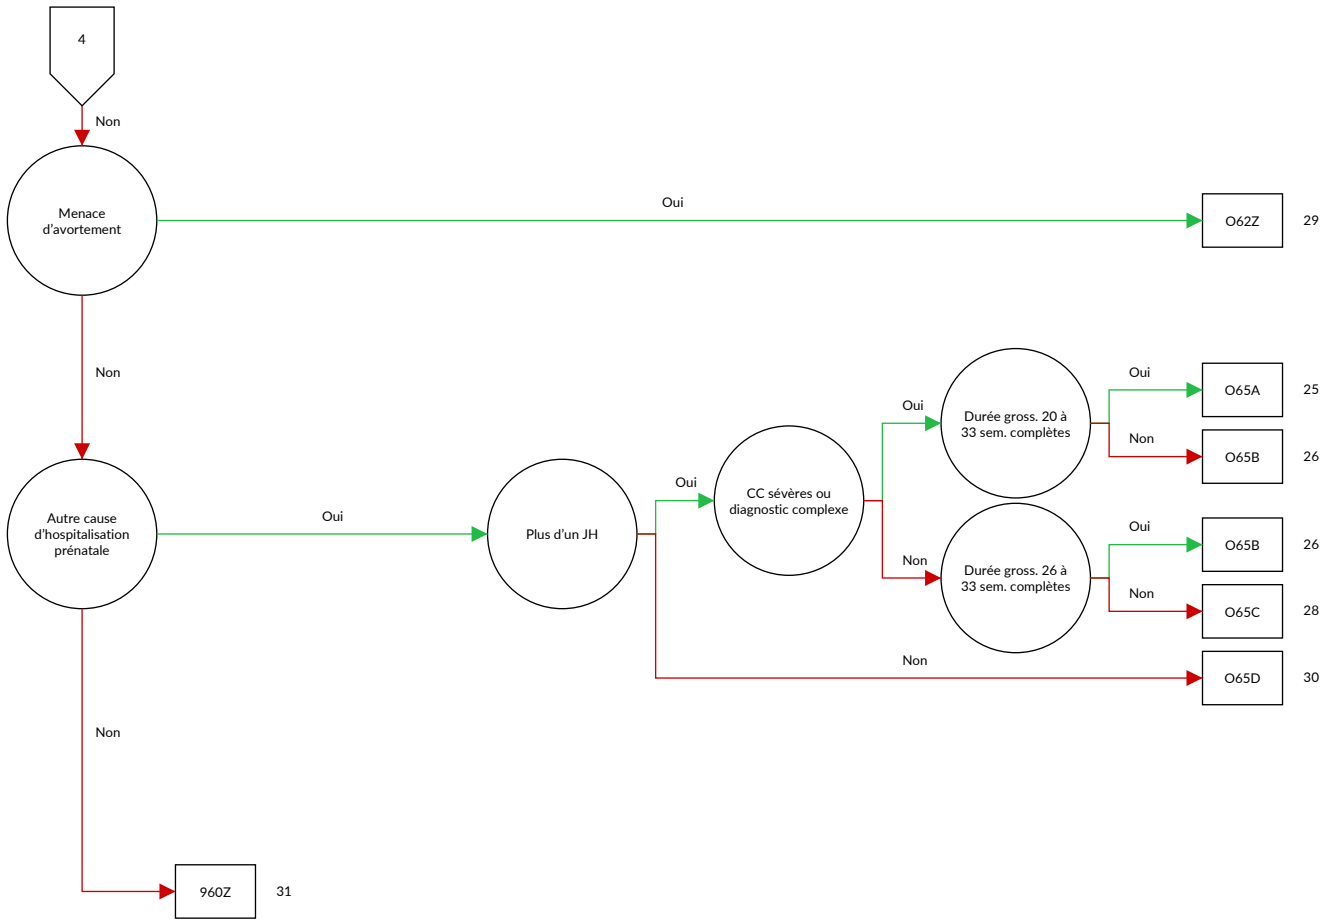 4
Non
Menace
d'avortement
Oui
O62Z
29
Non
Autre cause
d'hospitalisation
prénatale
Oui
Plus d'un JH
Oui
CC sévères ou
diagnostic complexe
Oui
Durée gross. 20 à
33 sem. complètes
Oui
O65A
25
Non
O65B
26
Non
Durée gross. 26 à
33 sem. complètes
Oui
O65B
26
Non
O65C
28
Non
O65D
30
Non
960Z
31